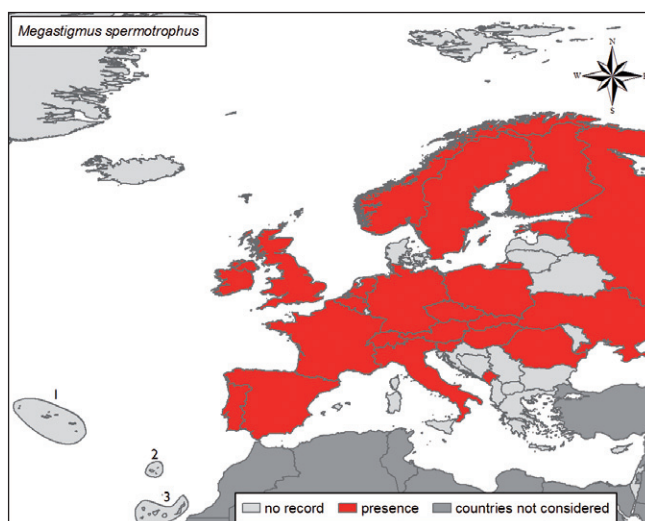 Megastigmus spermotrophus
N
W E
S
1
2
3
no record presence countries not considered